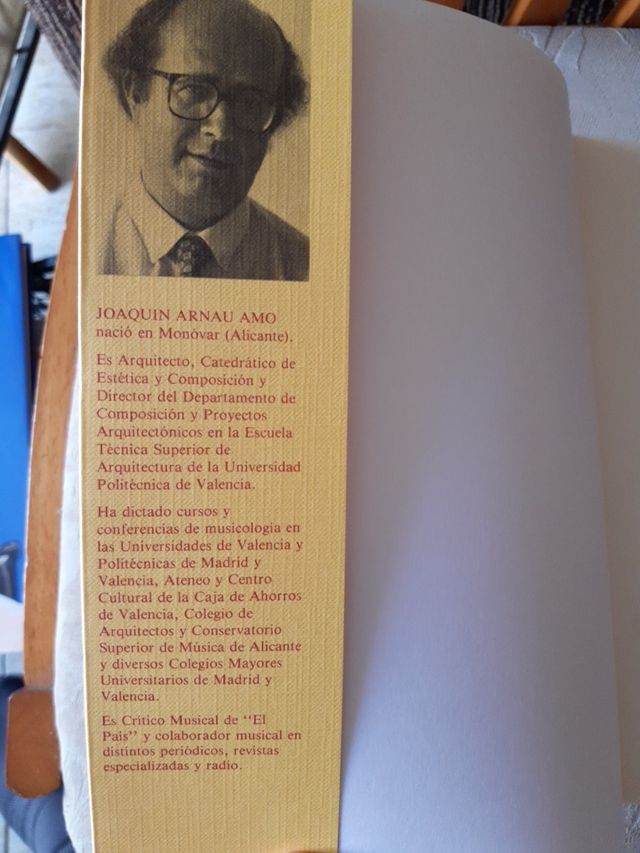 JOAQUIN ARNAU AMO
nació en Monóvar (Alicante).
Es Arquitecto, Catedrático de
Estética y Composición y
Director del Departamento de
Composición y Proyectos
Arquitectónicos en la Escuela
Técnica Superior de
Arquitectura de la Universidad
Politécnica de Valencia.
Ha dictado cursos y
conferencias de musicología en
las Universidades de Valencia y
Politécnicas de Madrid y
Valencia, Ateneo y Centro
Cultural de la Caja de Ahorros
de Valencia, Colegio de
Arquitectos y Conservatorio
Superior de Música de Alicante
y diversos Colegios Mayores
Universitarios de Madrid y
Valencia.
Es Crítico Musical de “El
País” y colaborador musical en
distintos periódicos, revistas
especializadas y radio.